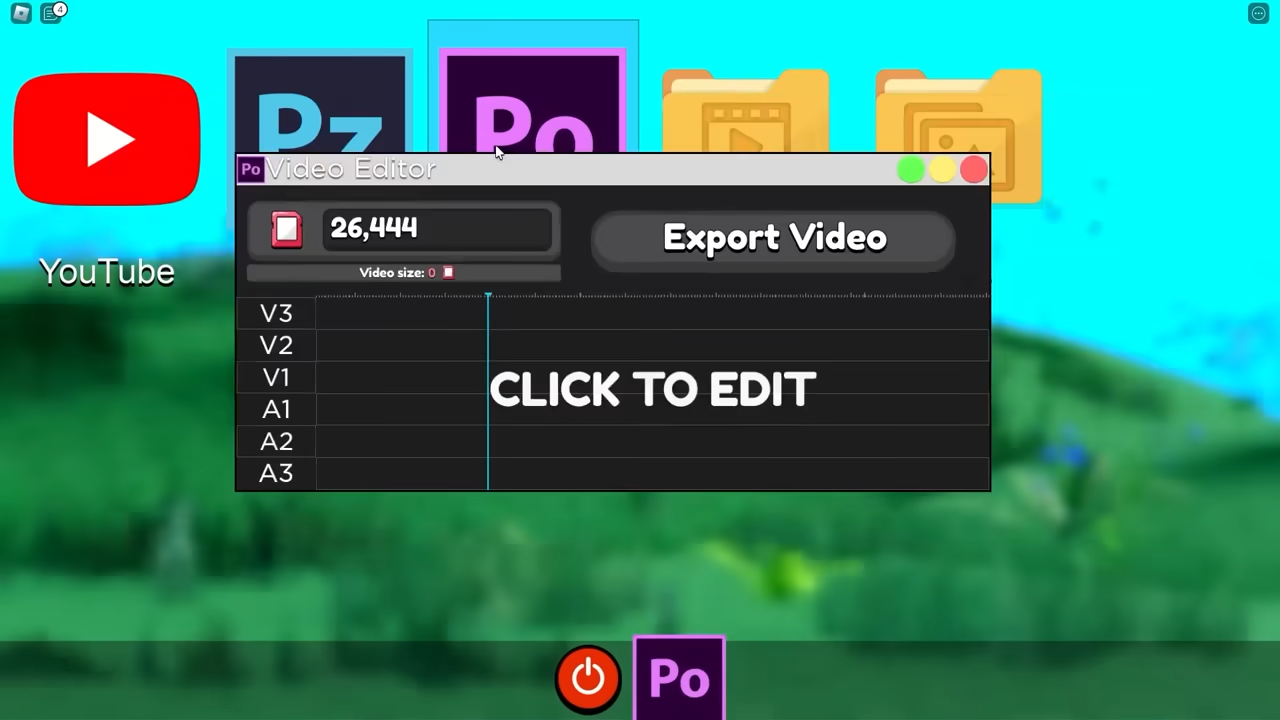 4
Pz
Po
Po Video Editor
26,444
Export Video
Video size: 0
YouTube
V3
V2
V1
CLICK TO EDIT
A1
A2
A3
Po